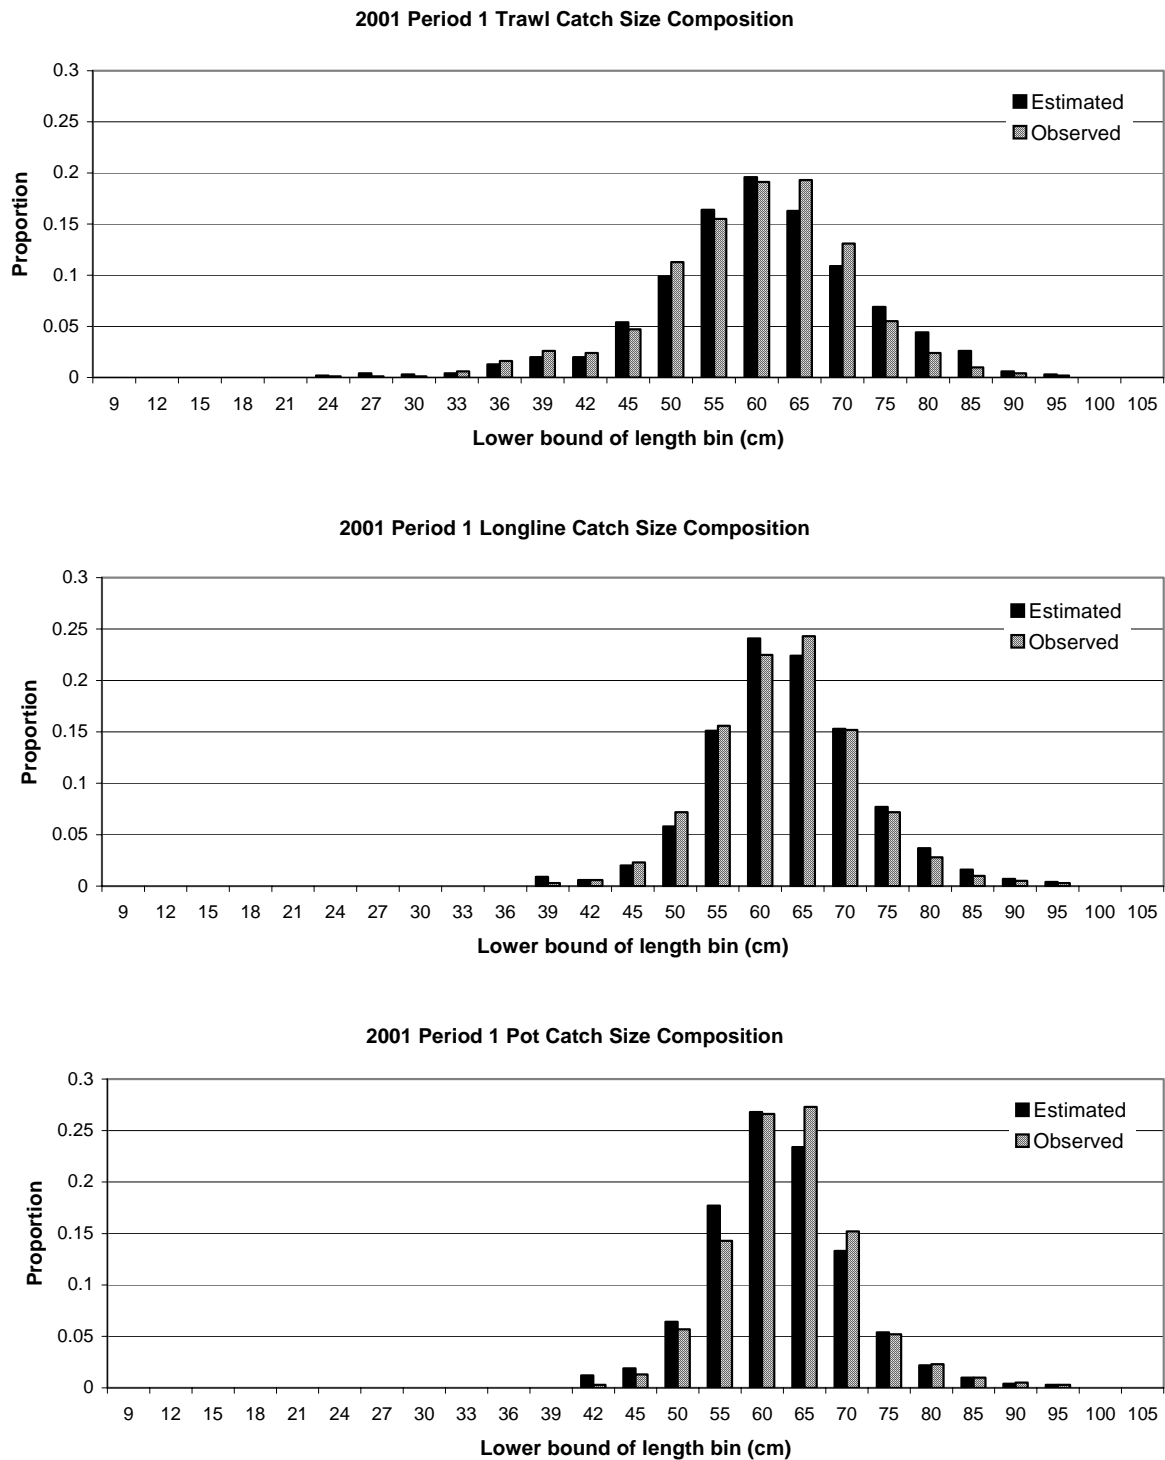 2001 Period 1 Trawl Catch Size Composition
0.3
0.25
0.2
0.15
0.1
0.05
0
Proportion
Estimated
Observed
9 12 15 18 21 24 27 30 33 36 39 42 45 50 55 60 65 70 75 80 85 90 95 100 105
Lower bound of length bin (cm)
2001 Period 1 Longline Catch Size Composition
0.3
0.25
0.2
0.15
0.1
0.05
0
Proportion
Estimated
Observed
9 12 15 18 21 24 27 30 33 36 39 42 45 50 55 60 65 70 75 80 85 90 95 100 105
Lower bound of length bin (cm)
2001 Period 1 Pot Catch Size Composition
0.3
0.25
0.2
0.15
0.1
0.05
0
Proportion
Estimated
Observed
9 12 15 18 21 24 27 30 33 36 39 42 45 50 55 60 65 70 75 80 85 90 95 100 105
Lower bound of length bin (cm)